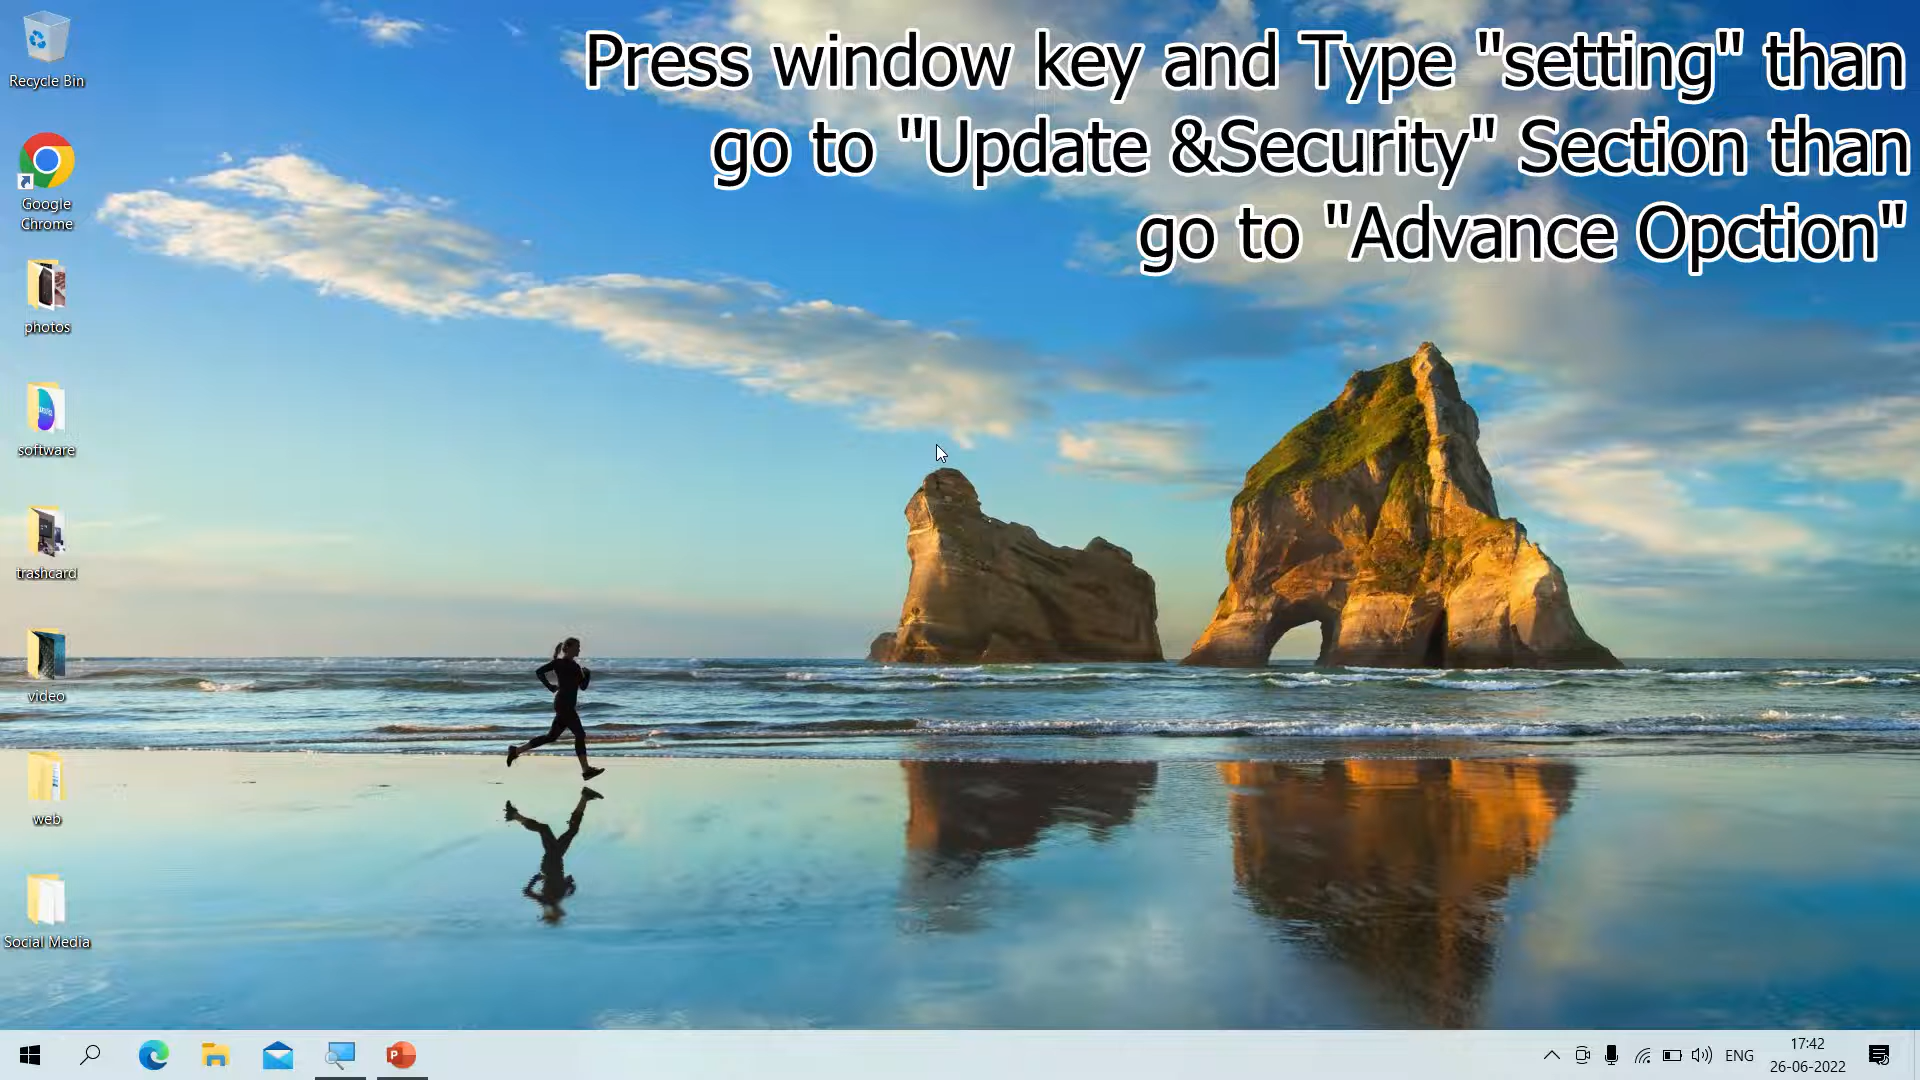 Press window key and Type "setting" than
go to "Update &Security" Section than
go to "Advance Opction"
Recycle Bin
Google
Chrome
photos
software
trashcard
video
web
Social Media
ENG
17:42
26-06-2022